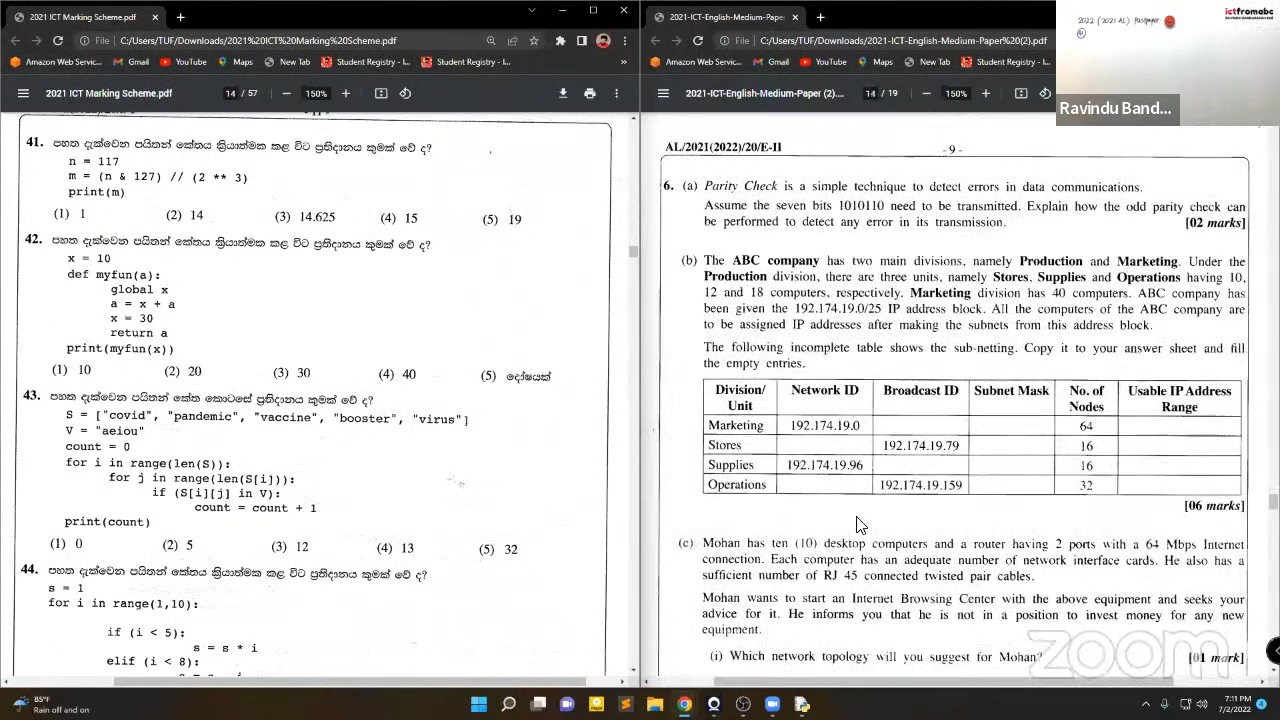 2021 ICT Marking Scheme.pdf
2021-ICT-English-Medium-Paper
2022 (2021 AL) Pastpaper
ictfromabc
File
C:/Users/TUF/Downloads/2021%20ICT%20Marking%20Scheme.pdf
File
C:/Users/TUF/Downloads/2021-ICT-English-Medium-Paper%20(2).pdf
Amazon Web Servic...
Gmail
YouTube
Maps
New Tab
Student Registry - I...
Student Registry - I...
Amazon Web Servic...
Gmail
YouTube
Maps
New Tab
Student Registry - I...
2021 ICT Marking Scheme.pdf
14 / 57
150%
2021-ICT-English-Medium-Paper (2)....
14 / 19
150%
Ravindu Band...
41. පහත දැක්වෙන පයිතන් කේතය ක්‍රියාත්මක කළ විට ප්‍රතිදානය කුමක් වේ ද?
n = 117
m = (n & 127) // (2 ** 3)
print(m)
(1) 1 (2) 14 (3) 14.625 (4) 15 (5) 19
42. පහත දැක්වෙන පයිතන් කේතය ක්‍රියාත්මක කළ විට ප්‍රතිදානය කුමක් වේ ද?
x = 10
def myfun(a):
global x
a = x + a
x = 30
return a
print(myfun(x))
(1) 10 (2) 20 (3) 30 (4) 40 (5) දෝෂයක්
43. පහත දැක්වෙන පයිතන් කේත කොටසේ ප්‍රතිදානය කුමක් වේ ද?
S = ["covid", "pandemic", "vaccine", "booster", "virus"]
V = "aeiou"
count = 0
for i in range(len(S)):
for j in range(len(S[i])):
if (S[i][j] in V):
count = count + 1
print(count)
(1) 0 (2) 5 (3) 12 (4) 13 (5) 32
44. පහත දැක්වෙන පයිතන් කේතය ක්‍රියාත්මක කළ විට ප්‍රතිදානය කුමක් වේ ද?
s = 1
for i in range(1,10):
if (i < 5):
s = s * i
elif (i < 8):
AL/2021(2022)/20/E-II
- 9 -
6. (a) Parity Check is a simple technique to detect errors in data communications.
Assume the seven bits 1010110 need to be transmitted. Explain how the odd parity check can
be performed to detect any error in its transmission. [02 marks]
(b) The ABC company has two main divisions, namely Production and Marketing. Under the
Production division, there are three units, namely Stores, Supplies and Operations having 10,
12 and 18 computers, respectively. Marketing division has 40 computers. ABC company has
been given the 192.174.19.0/25 IP address block. All the computers of the ABC company are
to be assigned IP addresses after making the subnets from this address block.
The following incomplete table shows the sub-netting. Copy it to your answer sheet and fill
the empty entries.
Division/ Unit Network ID Broadcast ID Subnet Mask No. of Nodes Usable IP Address Range
Marketing 192.174.19.0 64
Stores 192.174.19.79 16
Supplies 192.174.19.96 16
Operations 192.174.19.159 32
[06 marks]
(c) Mohan has ten (10) desktop computers and a router having 2 ports with a 64 Mbps Internet
connection. Each computer has an adequate number of network interface cards. He also has a
sufficient number of RJ 45 connected twisted pair cables.
Mohan wants to start an Internet Browsing Center with the above equipment and seeks your
advice for it. He informs you that he is not in a position to invest money for any new
equipment.
(i) Which network topology will you suggest for Mohan? [01 mark]
zoom
85°F
Rain off and on
7:11 PM
7/2/2022